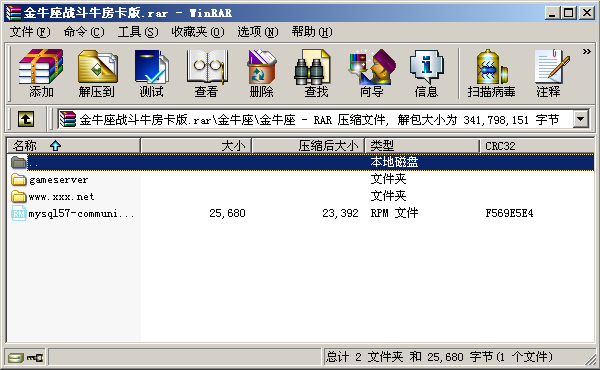 金牛座战斗牛房卡版.rar - WinRAR
文件(F) 命令(C) 工具(S) 收藏夹(O) 选项(N) 帮助(H)
添加 解压到 测试 查看 删除 查找 向导 信息 扫描病毒 注释
金牛座战斗牛房卡版.rar\金牛座\金牛座 - RAR 压缩文件, 解包大小为 341,798,151 字节
名称 大小 压缩后大小 类型 CRC32
.. 本地磁盘
gameserver 文件夹
www.xxx.net 文件夹
mysql57-communi... 25,680 23,392 RPM 文件 F569E5E4
总计 2 文件夹 和 25,680 字节(1 个文件)